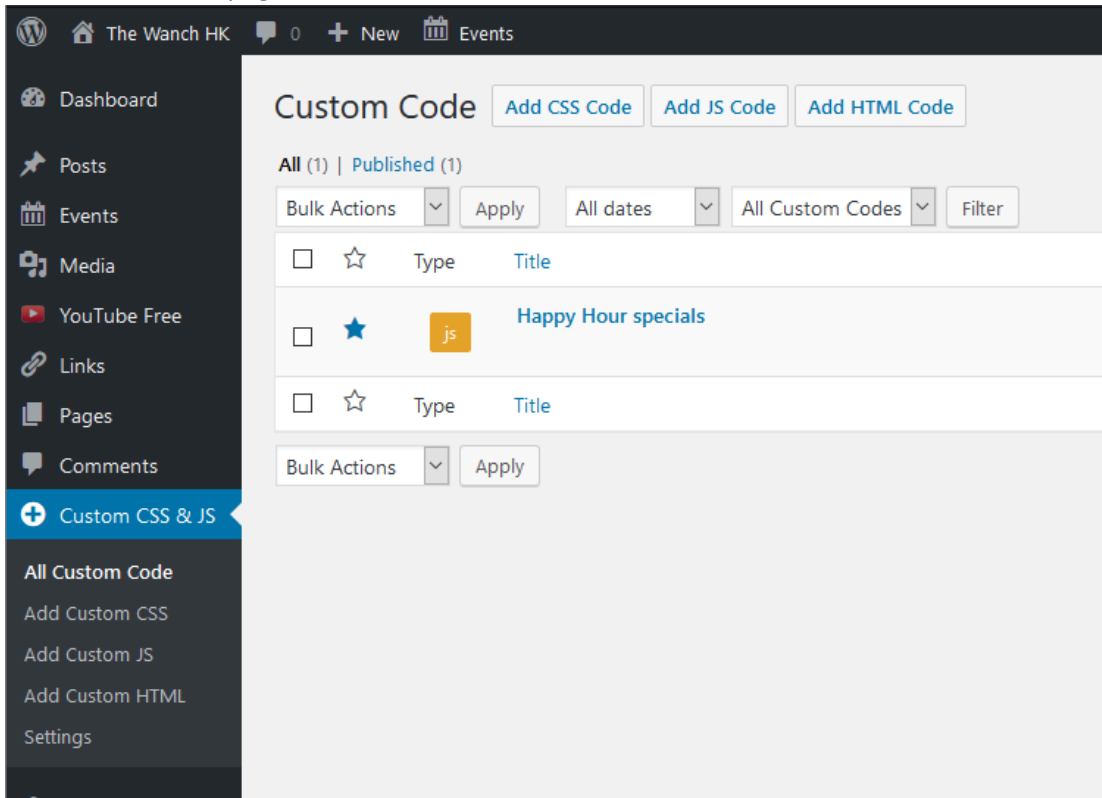 The Wanch HK 0 + New Events
Dashboard
Posts
Events
Media
YouTube Free
Links
Pages
Comments
Custom CSS & JS
All Custom Code
Add Custom CSS
Add Custom JS
Add Custom HTML
Settings
Custom Code Add CSS Code Add JS Code Add HTML Code
All (1) | Published (1)
Bulk Actions Apply All dates All Custom Codes Filter
Type Title
js Happy Hour specials
Type Title
Bulk Actions Apply